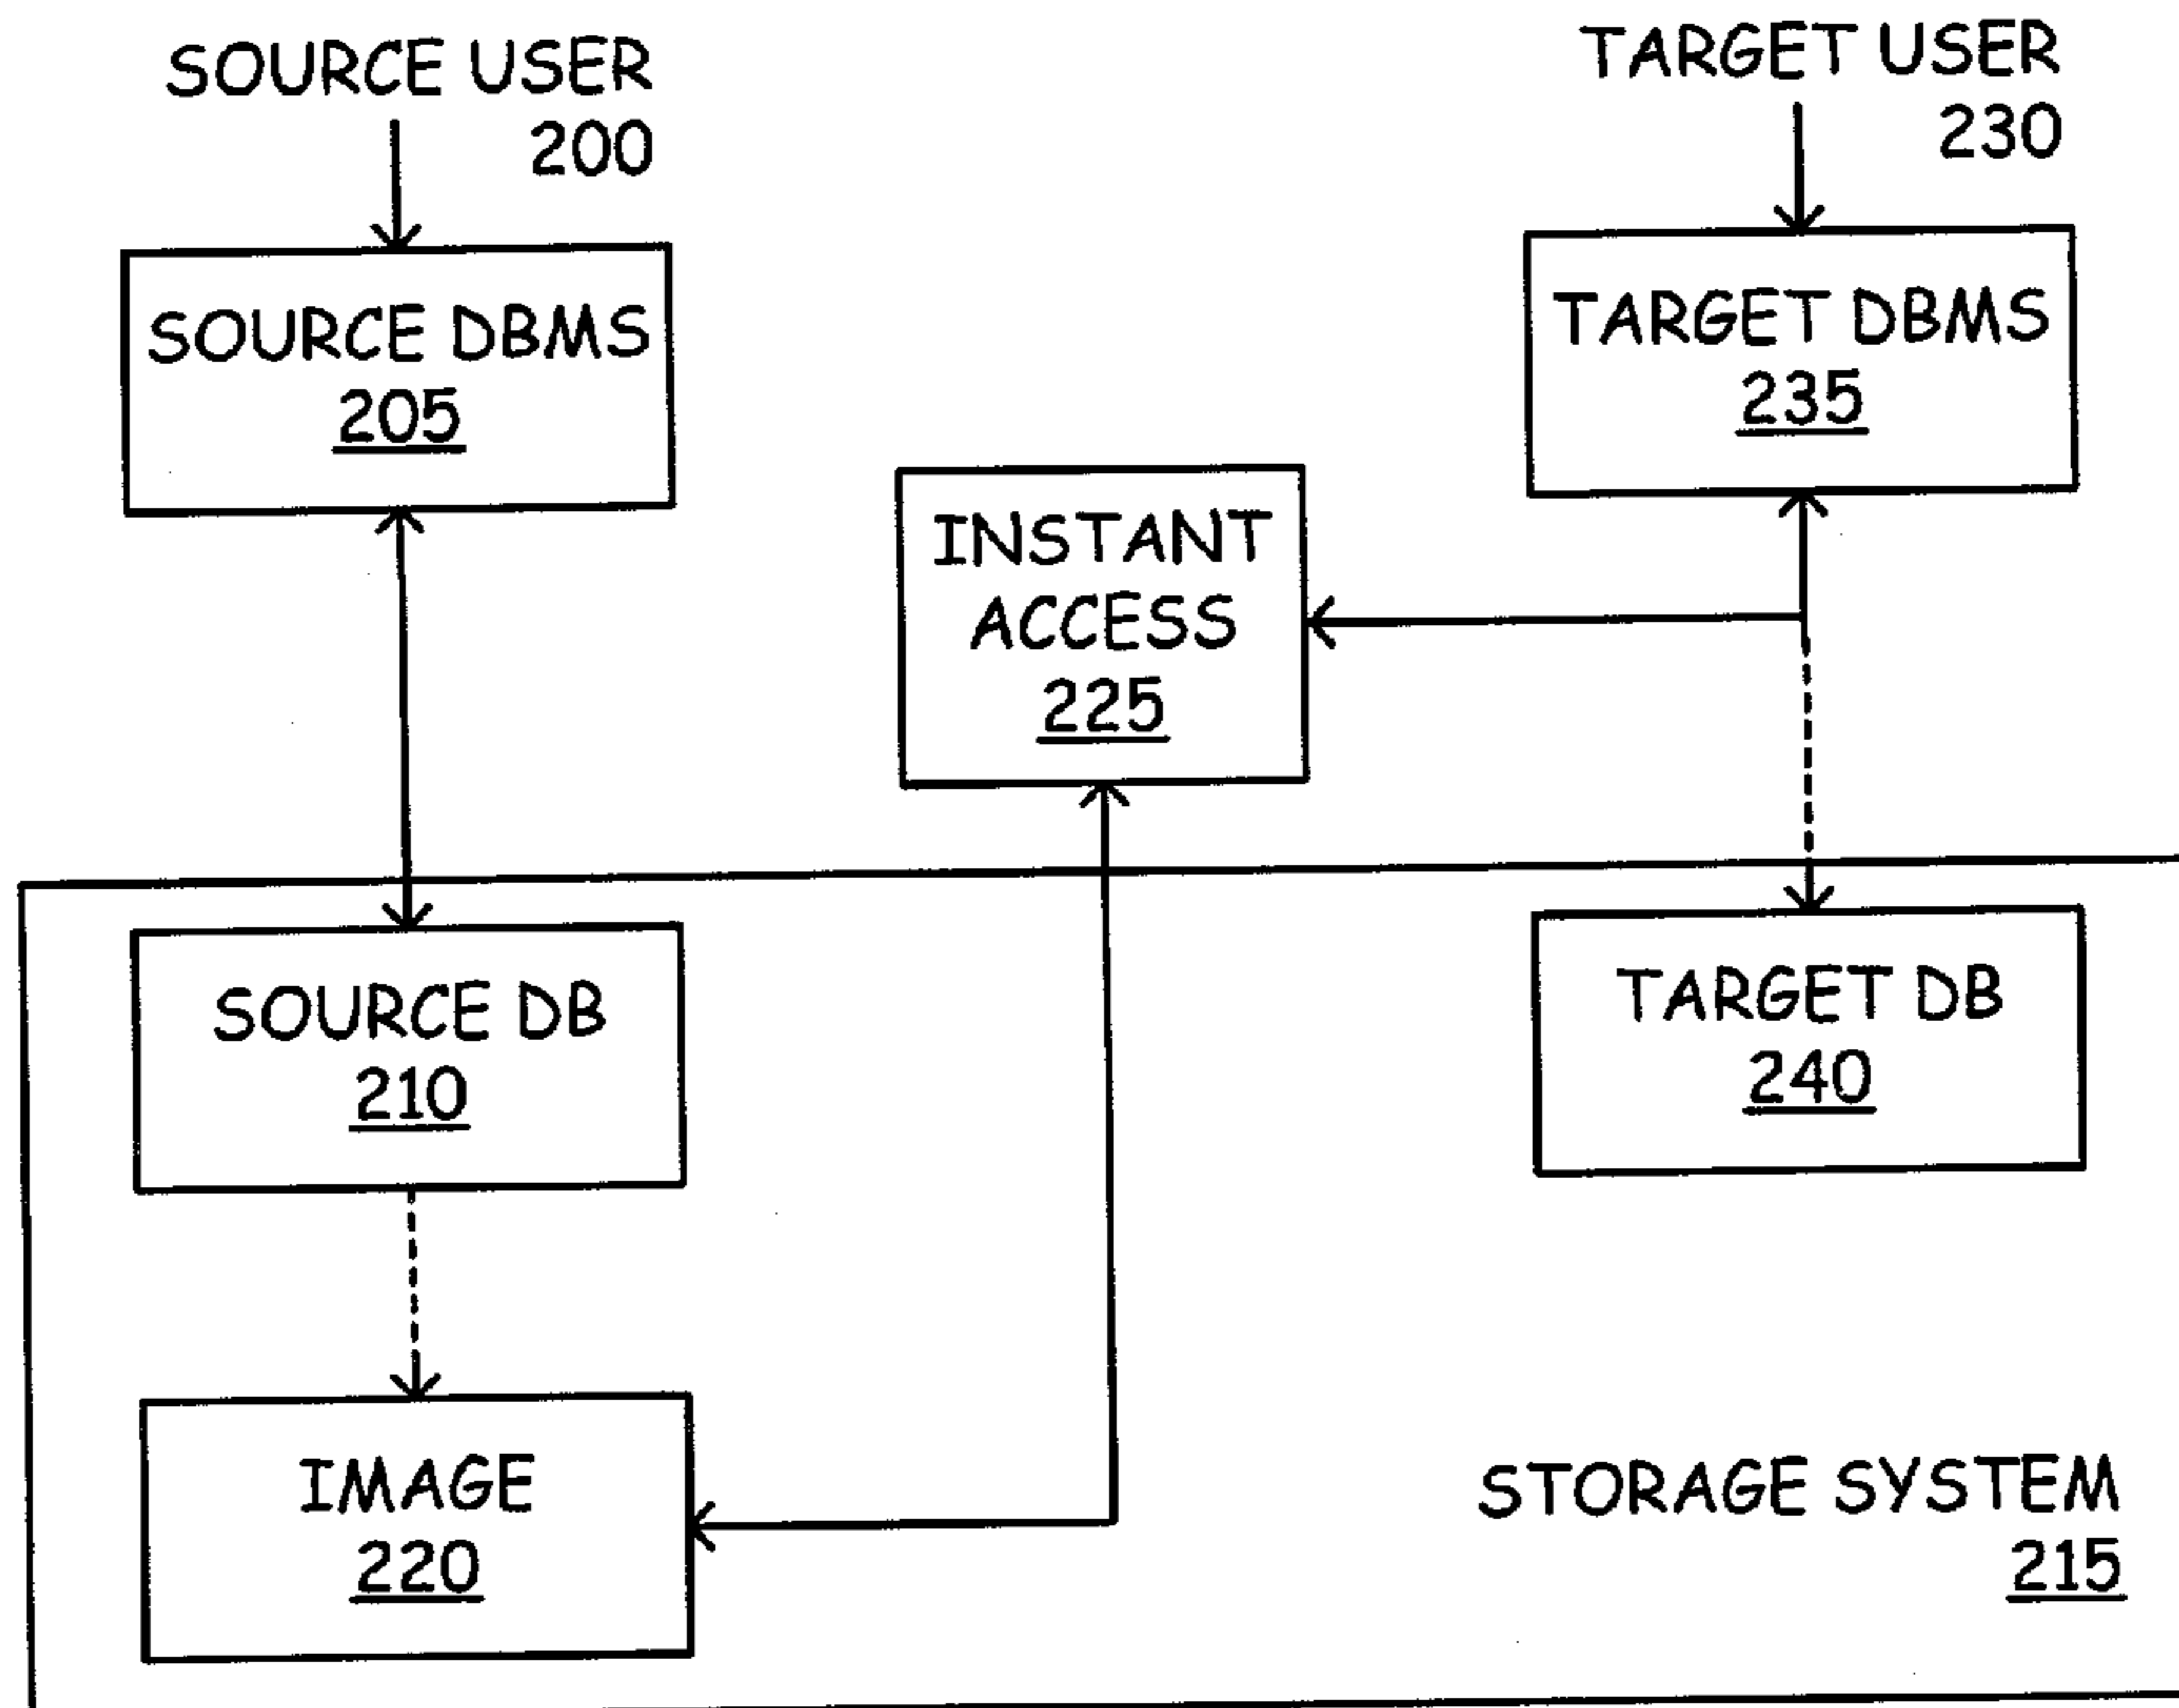 SOURCE USER
200
TARGET USER
230
SOURCE DBMS
205
TARGET DBMS
235
INSTANT
ACCESS
225
SOURCE DB
210
TARGET DB
240
IMAGE
220
STORAGE SYSTEM
215